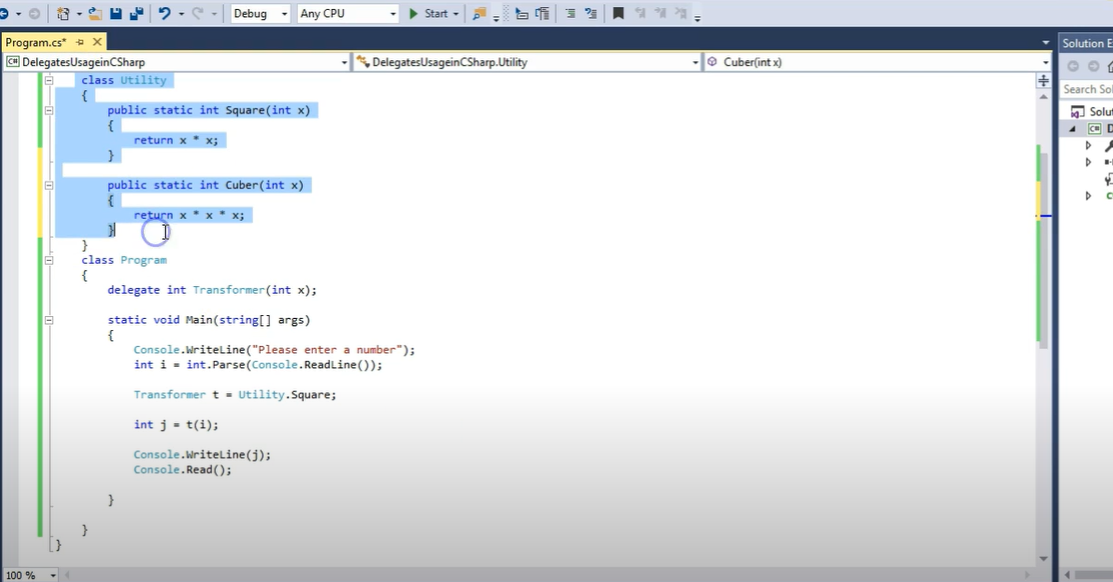 Debug
Any CPU
Start
Program.cs*
DelegatesUsageinCSharp
DelegatesUsageinCSharp.Utility
Cuber(int x)
Solution E
Search Sol
Solut
C# D
class Utility
{
public static int Square(int x)
{
return x * x;
}
public static int Cuber(int x)
{
return x * x * x;
}
}
class Program
{
delegate int Transformer(int x);
static void Main(string[] args)
{
Console.WriteLine("Please enter a number");
int i = int.Parse(Console.ReadLine());
Transformer t = Utility.Square;
int j = t(i);
Console.WriteLine(j);
Console.Read();
}
}
}
100 %